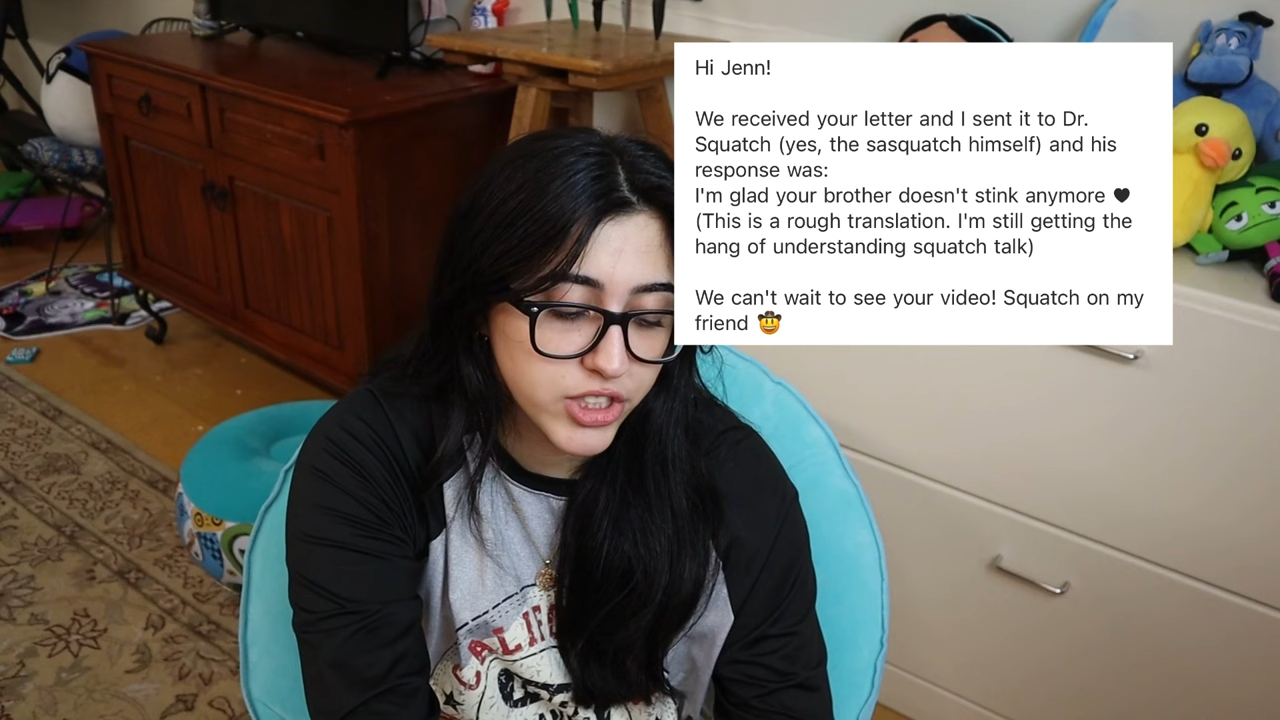 Hi Jenn!
We received your letter and I sent it to Dr.
Squatch (yes, the sasquatch himself) and his
response was:
I'm glad your brother doesn't stink anymore 🖤
(This is a rough translation. I'm still getting the
hang of understanding squatch talk)
We can't wait to see your video! Squatch on my
friend 🤠